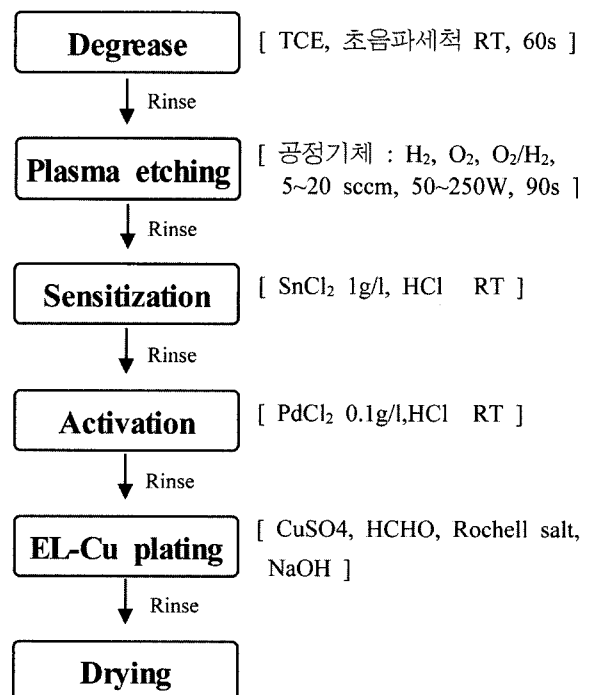 Degrease [ TCE, 초음파세척 RT, 60s ]
Rinse
Plasma etching [ 공정기체 : H₂, O₂, O₂/H₂,
5~20 sccm, 50~250W, 90s ]
Rinse
Sensitization [ SnCl₂ 1g/l, HCl RT ]
Rinse
Activation [ PdCl₂ 0.1g/l,HCl RT ]
Rinse
EL-Cu plating [ CuSO4, HCHO, Rochell salt,
NaOH ]
Rinse
Drying